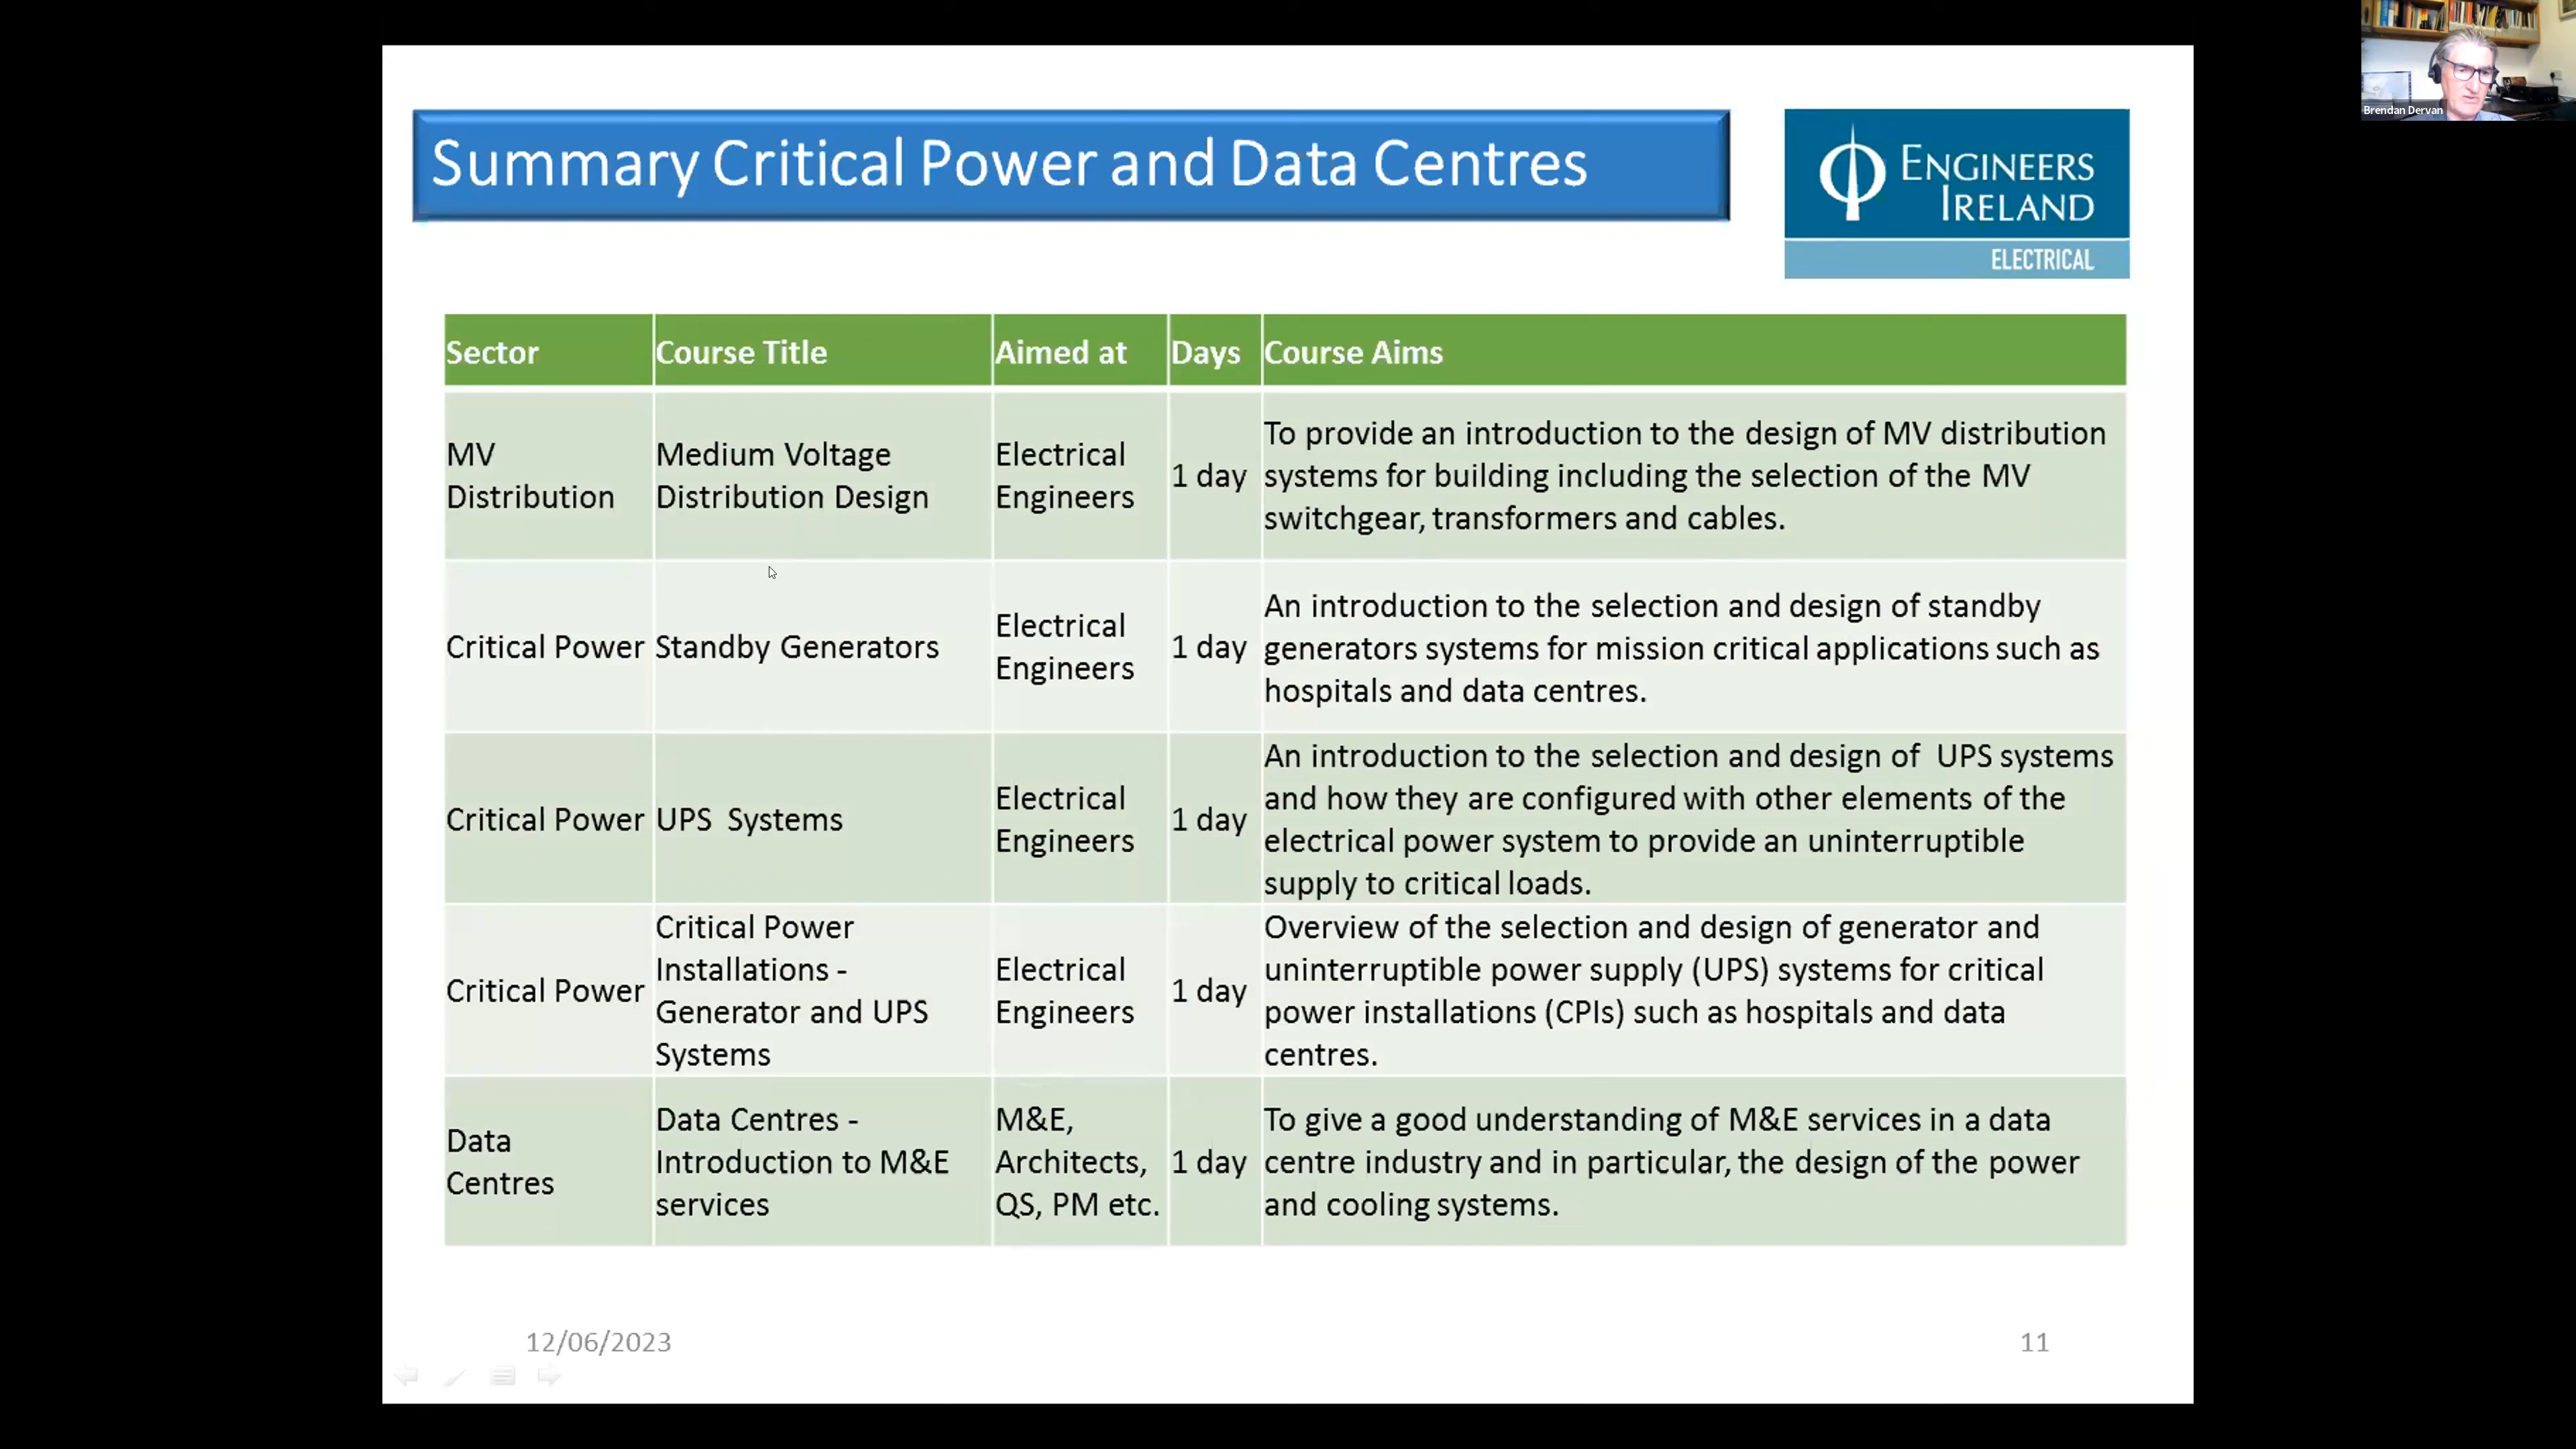 Brendan Dervan
Summary Critical Power and Data Centres
ENGINEERS
IRELAND
ELECTRICAL
Sector
Course Title
Aimed at
Days
Course Aims
MV
Distribution
Medium Voltage
Distribution Design
Electrical
Engineers
1 day
To provide an introduction to the design of MV distribution
systems for building including the selection of the MV
switchgear, transformers and cables.
Critical Power
Standby Generators
Electrical
Engineers
1 day
An introduction to the selection and design of standby
generators systems for mission critical applications such as
hospitals and data centres.
Critical Power
UPS  Systems
Electrical
Engineers
1 day
An introduction to the selection and design of  UPS systems
and how they are configured with other elements of the
electrical power system to provide an uninterruptible
supply to critical loads.
Critical Power
Critical Power
Installations -
Generator and UPS
Systems
Electrical
Engineers
1 day
Overview of the selection and design of generator and
uninterruptible power supply (UPS) systems for critical
power installations (CPIs) such as hospitals and data
centres.
Data
Centres
Data Centres -
Introduction to M&E
services
M&E,
Architects,
QS, PM etc.
1 day
To give a good understanding of M&E services in a data
centre industry and in particular, the design of the power
and cooling systems.
12/06/2023
11